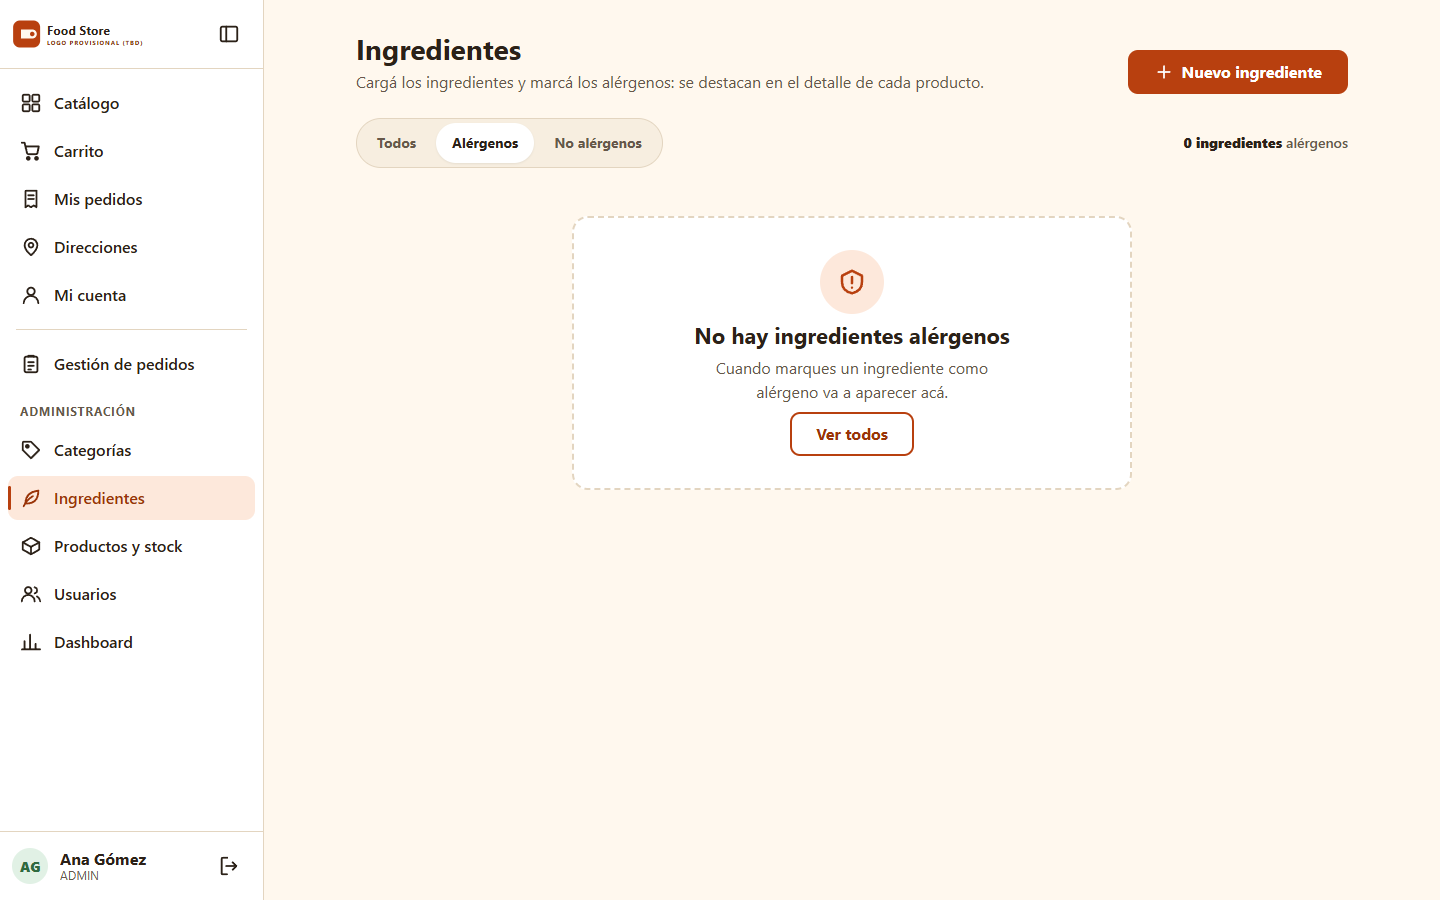 Food Store
LOGO PROVISIONAL (TBD)
Catálogo
Carrito
Mis pedidos
Direcciones
Mi cuenta
Gestión de pedidos
ADMINISTRACIÓN
Categorías
Ingredientes
Productos y stock
Usuarios
Dashboard
AG
Ana Gómez
ADMIN
Ingredientes
Cargá los ingredientes y marcá los alérgenos: se destacan en el detalle de cada producto.
Nuevo ingrediente
Todos
Alérgenos
No alérgenos
0 ingredientes alérgenos
No hay ingredientes alérgenos
Cuando marques un ingrediente como
alérgeno va a aparecer acá.
Ver todos